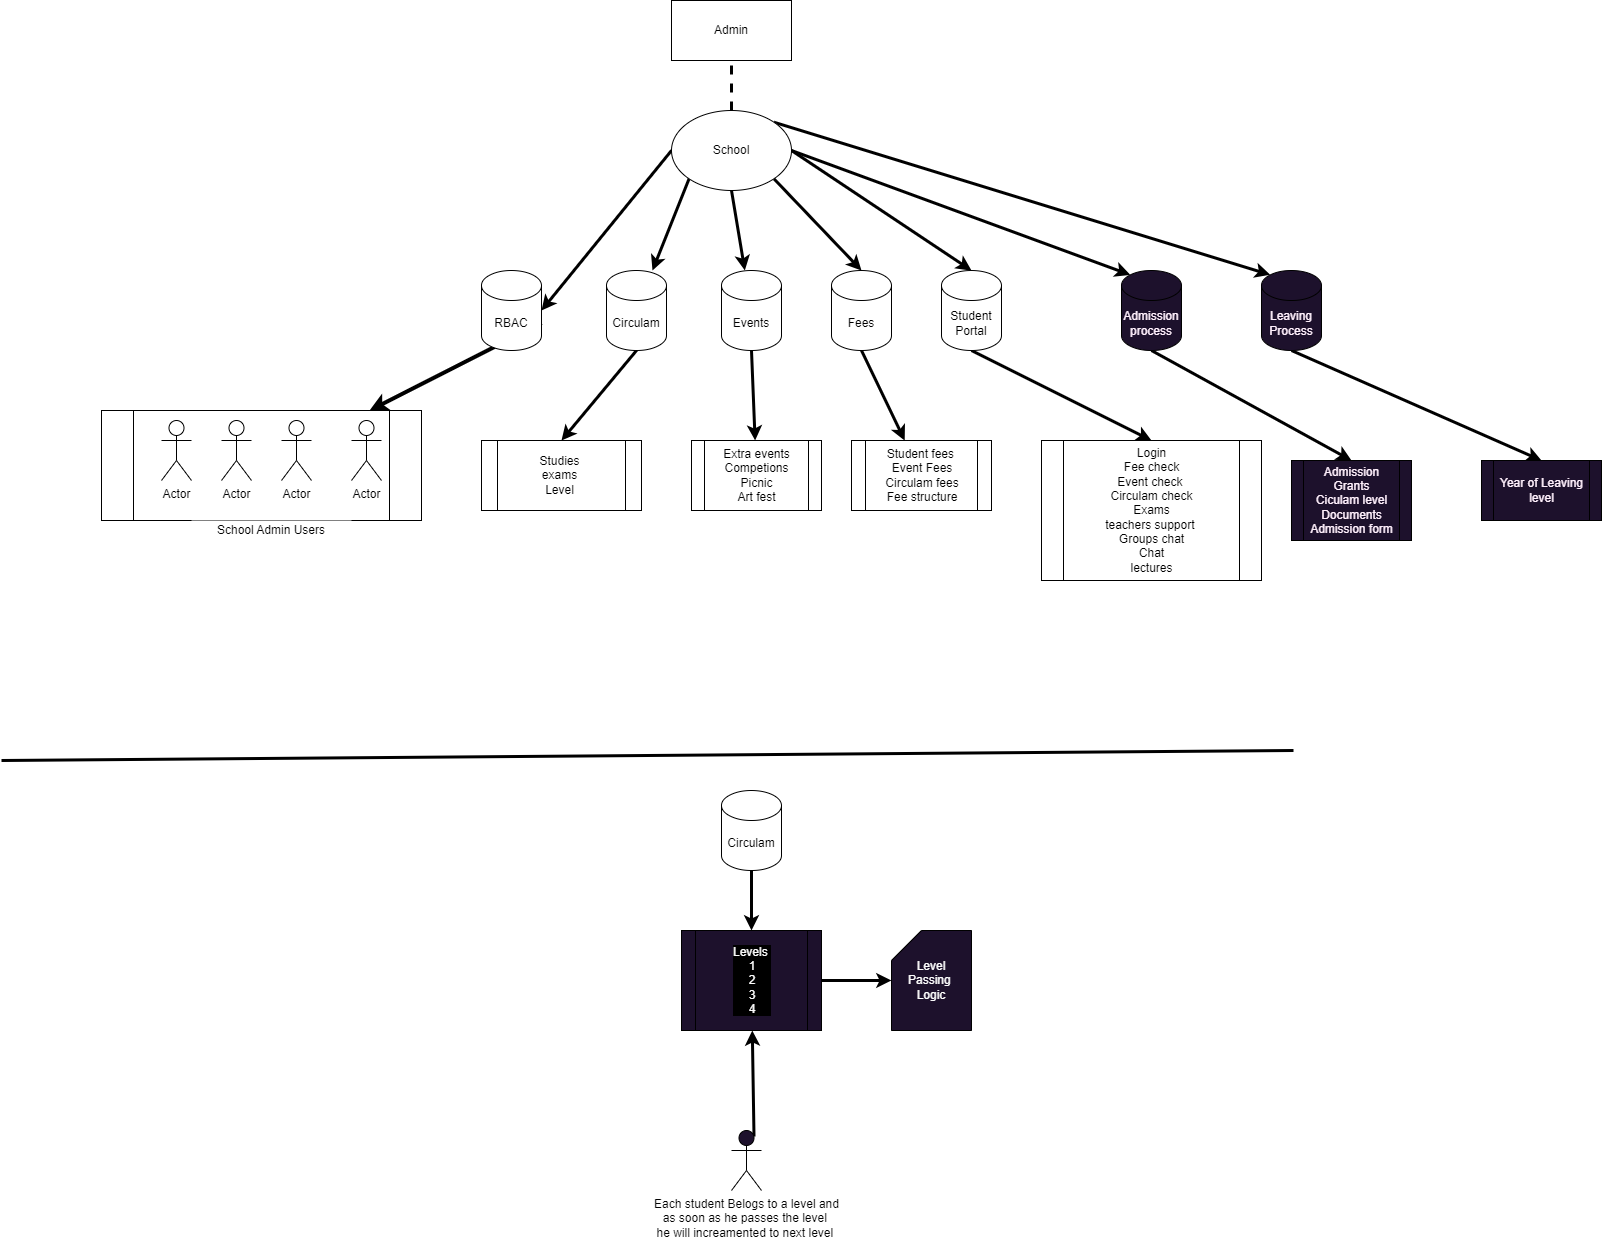 Admin
School
RBAC
Circulam
Events
Fees
Student
Portal
Admission
process
Leaving
Process
Actor
Actor
Actor
Actor
School Admin Users
Studies
exams
Level
Extra events
Competions
Picnic
Art fest
Student fees
Event Fees
Circulam fees
Fee structure
Login
Fee check
Event check
Circulam check
Exams
teachers support
Groups chat
Chat
lectures
Admission
Grants
Ciculam level
Documents
Admission form
Year of Leaving
level
Circulam
Levels
1
2
3
4
Level
Passing
Logic
Each student Belogs to a level and
as soon as he passes the level
he will increamented to next level